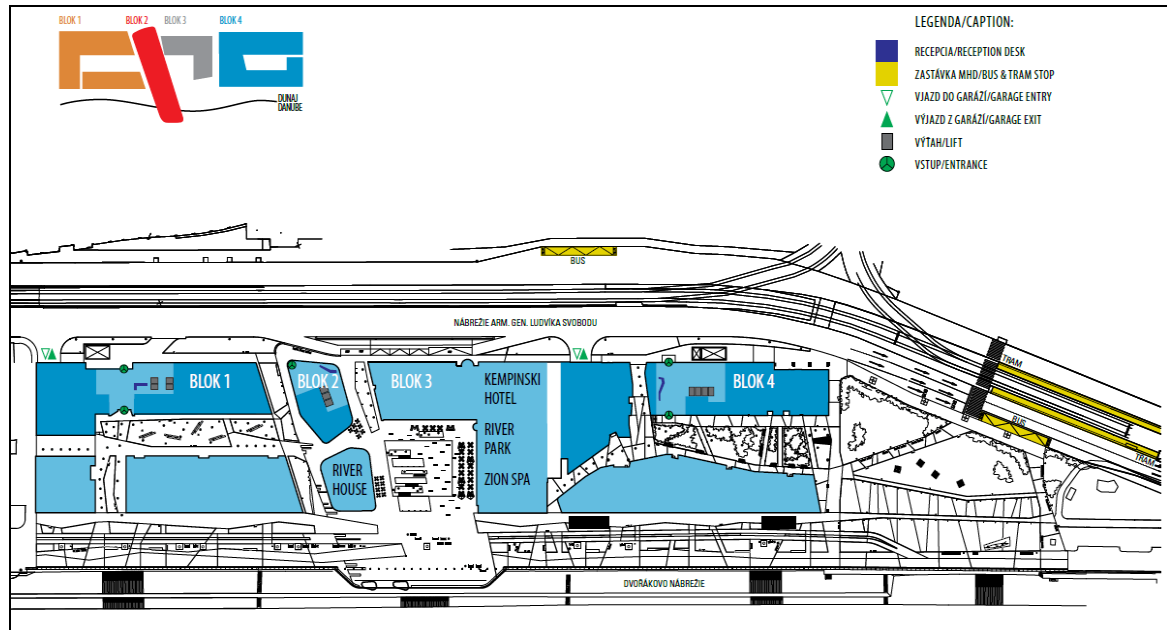 BLOK 1
BLOK 2
BLOK 3
BLOK 4
DUNAJ
DANUBE
LEGENDA/CAPTION:
RECEPCIA/RECEPTION DESK
ZASTÁVKA MHD/BUS & TRAM STOP
VJAZD DO GARÁŽÍ/GARAGE ENTRY
VÝJAZD Z GARÁŽÍ/GARAGE EXIT
VÝŤAH/LIFT
VSTUP/ENTRANCE
BUS
NÁBREŽIE ARM. GEN. LUDVÍKA SVOBODU
TRAM
BLOK 1
BLOK 2
BLOK 3
KEMPINSKI
HOTEL
BLOK 4
RIVER
PARK
BUS
TRAM
RIVER
HOUSE
ZION SPA
DVOŘÁKOVO NÁBREŽIE